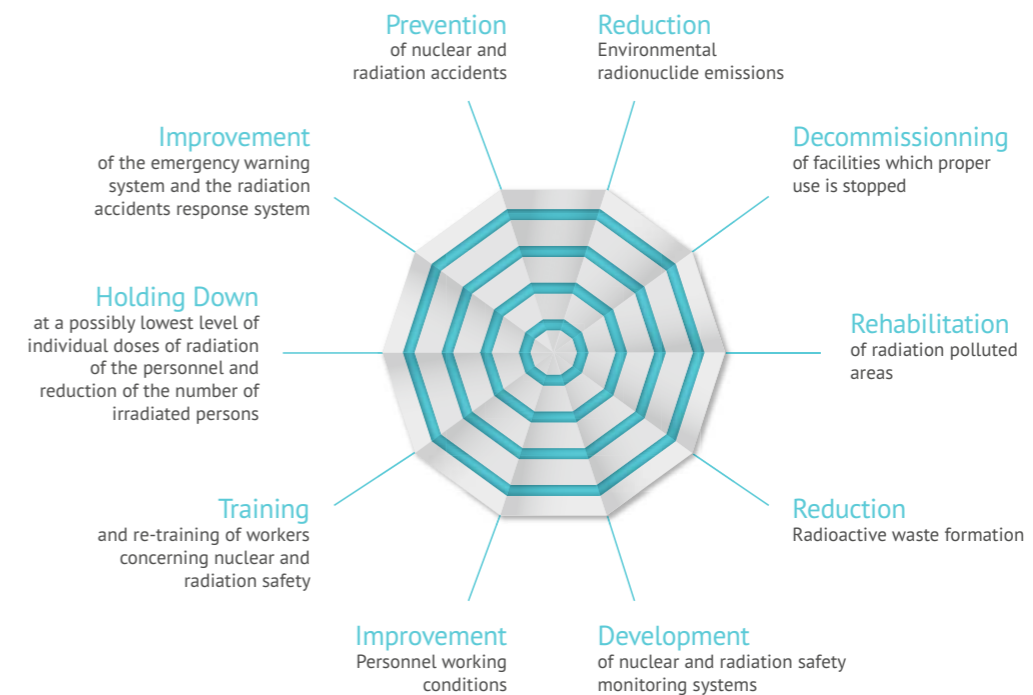 Prevention
of nuclear and
radiation accidents
Reduction
Environmental
radionuclide emissions
Decommissionning
of facilities which proper
use is stopped
Rehabilitation
of radiation polluted
areas
Reduction
Radioactive waste formation
Development
of nuclear and radiation safety
monitoring systems
Improvement
Personnel working
conditions
Training
and re-training of workers
concerning nuclear and
radiation safety
Holding Down
at a possibly lowest level of
individual doses of radiation
of the personnel and
reduction of the number of
irradiated persons
Improvement
of the emergency warning
system and the radiation
accidents response system